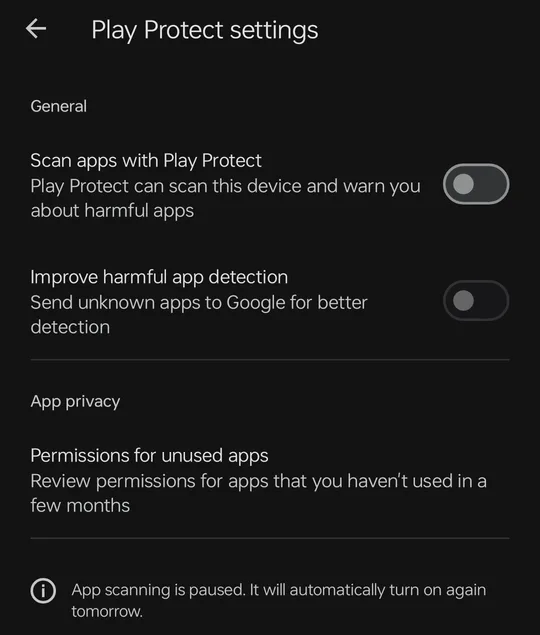 Play Protect settings
General
Scan apps with Play Protect
Play Protect can scan this device and warn you
about harmful apps
Improve harmful app detection
Send unknown apps to Google for better
detection
App privacy
Permissions for unused apps
Review permissions for apps that you haven't used in a
few months
App scanning is paused. It will automatically turn on again
tomorrow.